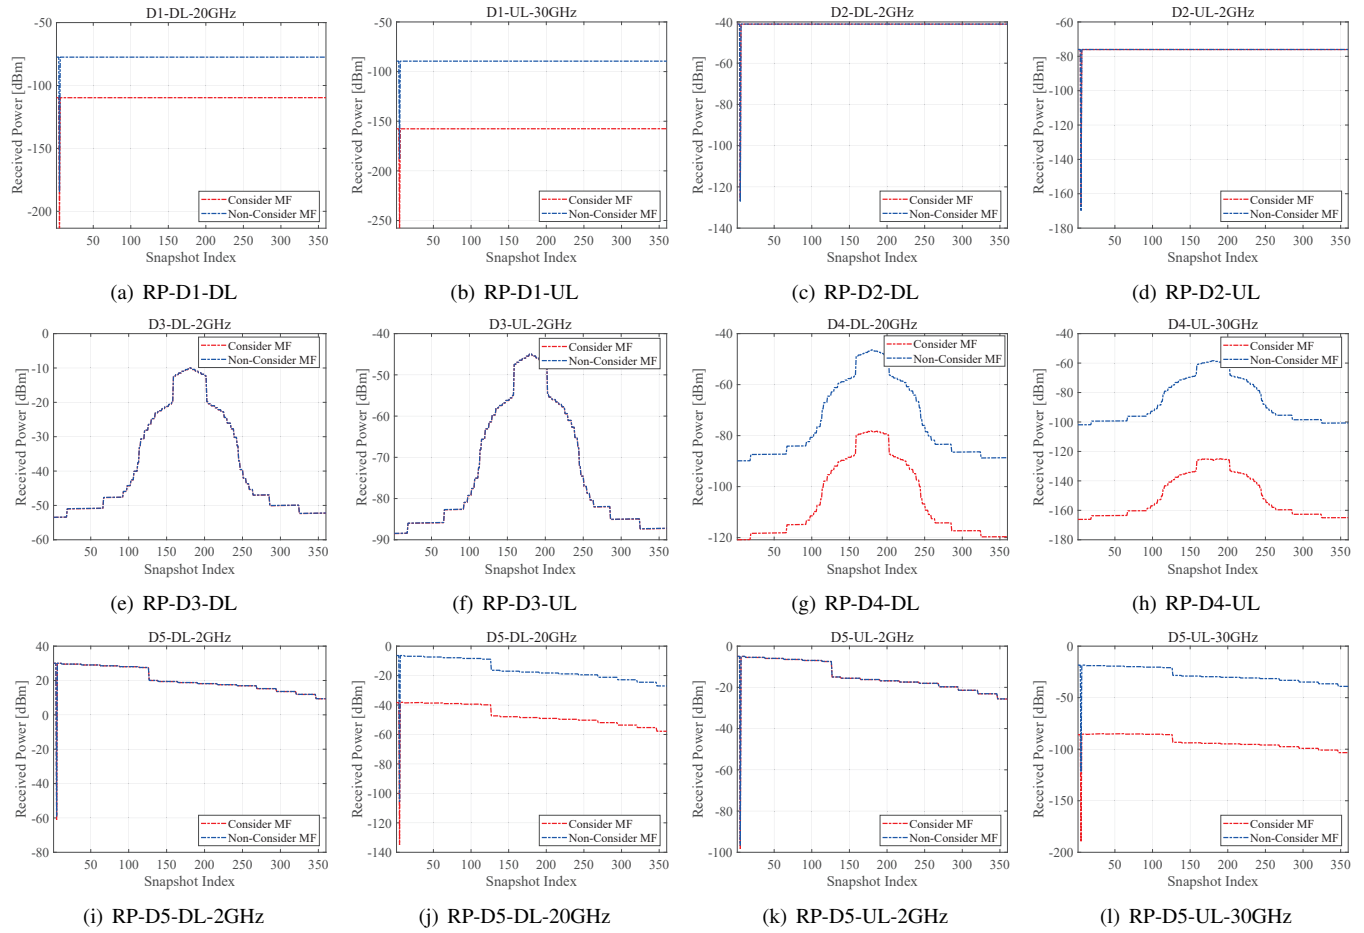 D1-DL-20GHz
Received Power [dBm]
-50
-100
-150
-200
50 100 150 200 250 300 350
Snapshot Index
Consider MF
Non-Consider MF
(a) RP-D1-DL
D1-UL-30GHz
Received Power [dBm]
-50
-100
-150
-200
-250
50 100 150 200 250 300 350
Snapshot Index
Consider MF
Non-Consider MF
(b) RP-D1-UL
D2-DL-2GHz
Received Power [dBm]
-40
-60
-80
-100
-120
-140
50 100 150 200 250 300 350
Snapshot Index
Consider MF
Non-Consider MF
(c) RP-D2-DL
D2-UL-2GHz
Received Power [dBm]
-60
-80
-100
-120
-140
-160
-180
50 100 150 200 250 300 350
Snapshot Index
Consider MF
Non-Consider MF
(d) RP-D2-UL
D3-DL-2GHz
Received Power [dBm]
0
-10
-20
-30
-40
-50
-60
50 100 150 200 250 300 350
Snapshot Index
Consider MF
Non-Consider MF
(e) RP-D3-DL
D3-UL-2GHz
Received Power [dBm]
-40
-50
-60
-70
-80
-90
50 100 150 200 250 300 350
Snapshot Index
Consider MF
Non-Consider MF
(f) RP-D3-UL
D4-DL-20GHz
Received Power [dBm]
-40
-60
-80
-100
-120
50 100 150 200 250 300 350
Snapshot Index
Consider MF
Non-Consider MF
(g) RP-D4-DL
D4-UL-30GHz
Received Power [dBm]
-40
-60
-80
-100
-120
-140
-160
-180
50 100 150 200 250 300 350
Snapshot Index
Consider MF
Non-Consider MF
(h) RP-D4-UL
D5-DL-2GHz
Received Power [dBm]
40
20
0
-20
-40
-60
-80
50 100 150 200 250 300 350
Snapshot Index
Consider MF
Non-Consider MF
(i) RP-D5-DL-2GHz
D5-DL-20GHz
Received Power [dBm]
0
-20
-40
-60
-80
-100
-120
-140
50 100 150 200 250 300 350
Snapshot Index
Consider MF
Non-Consider MF
(j) RP-D5-DL-20GHz
D5-UL-2GHz
Received Power [dBm]
0
-20
-40
-60
-80
-100
50 100 150 200 250 300 350
Snapshot Index
Consider MF
Non-Consider MF
(k) RP-D5-UL-2GHz
D5-UL-30GHz
Received Power [dBm]
0
-50
-100
-150
-200
50 100 150 200 250 300 350
Snapshot Index
Consider MF
Non-Consider MF
(l) RP-D5-UL-30GHz